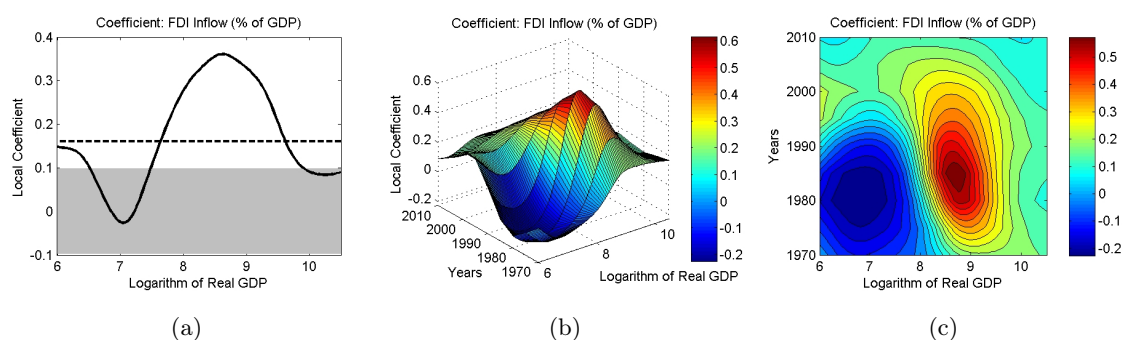 Coefficient: FDI Inflow (% of GDP)
0.4
0.3
0.2
0.1
0
-0.1
6 7 8 9 10
Local Coefficient
Logarithm of Real GDP
(a)
Coefficient: FDI Inflow (% of GDP)
0.6
0.4
0.2
0
-0.2
Local Coefficient
2010
2000
1990
1980
1970
Years
6 8 10
Logarithm of Real GDP
0.6
0.5
0.4
0.3
0.2
0.1
0
-0.1
-0.2
(b)
Coefficient: FDI Inflow (% of GDP)
2010
2000
1990
1980
1970
Years
6 7 8 9 10
Logarithm of Real GDP
0.5
0.4
0.3
0.2
0.1
0
-0.1
-0.2
(c)